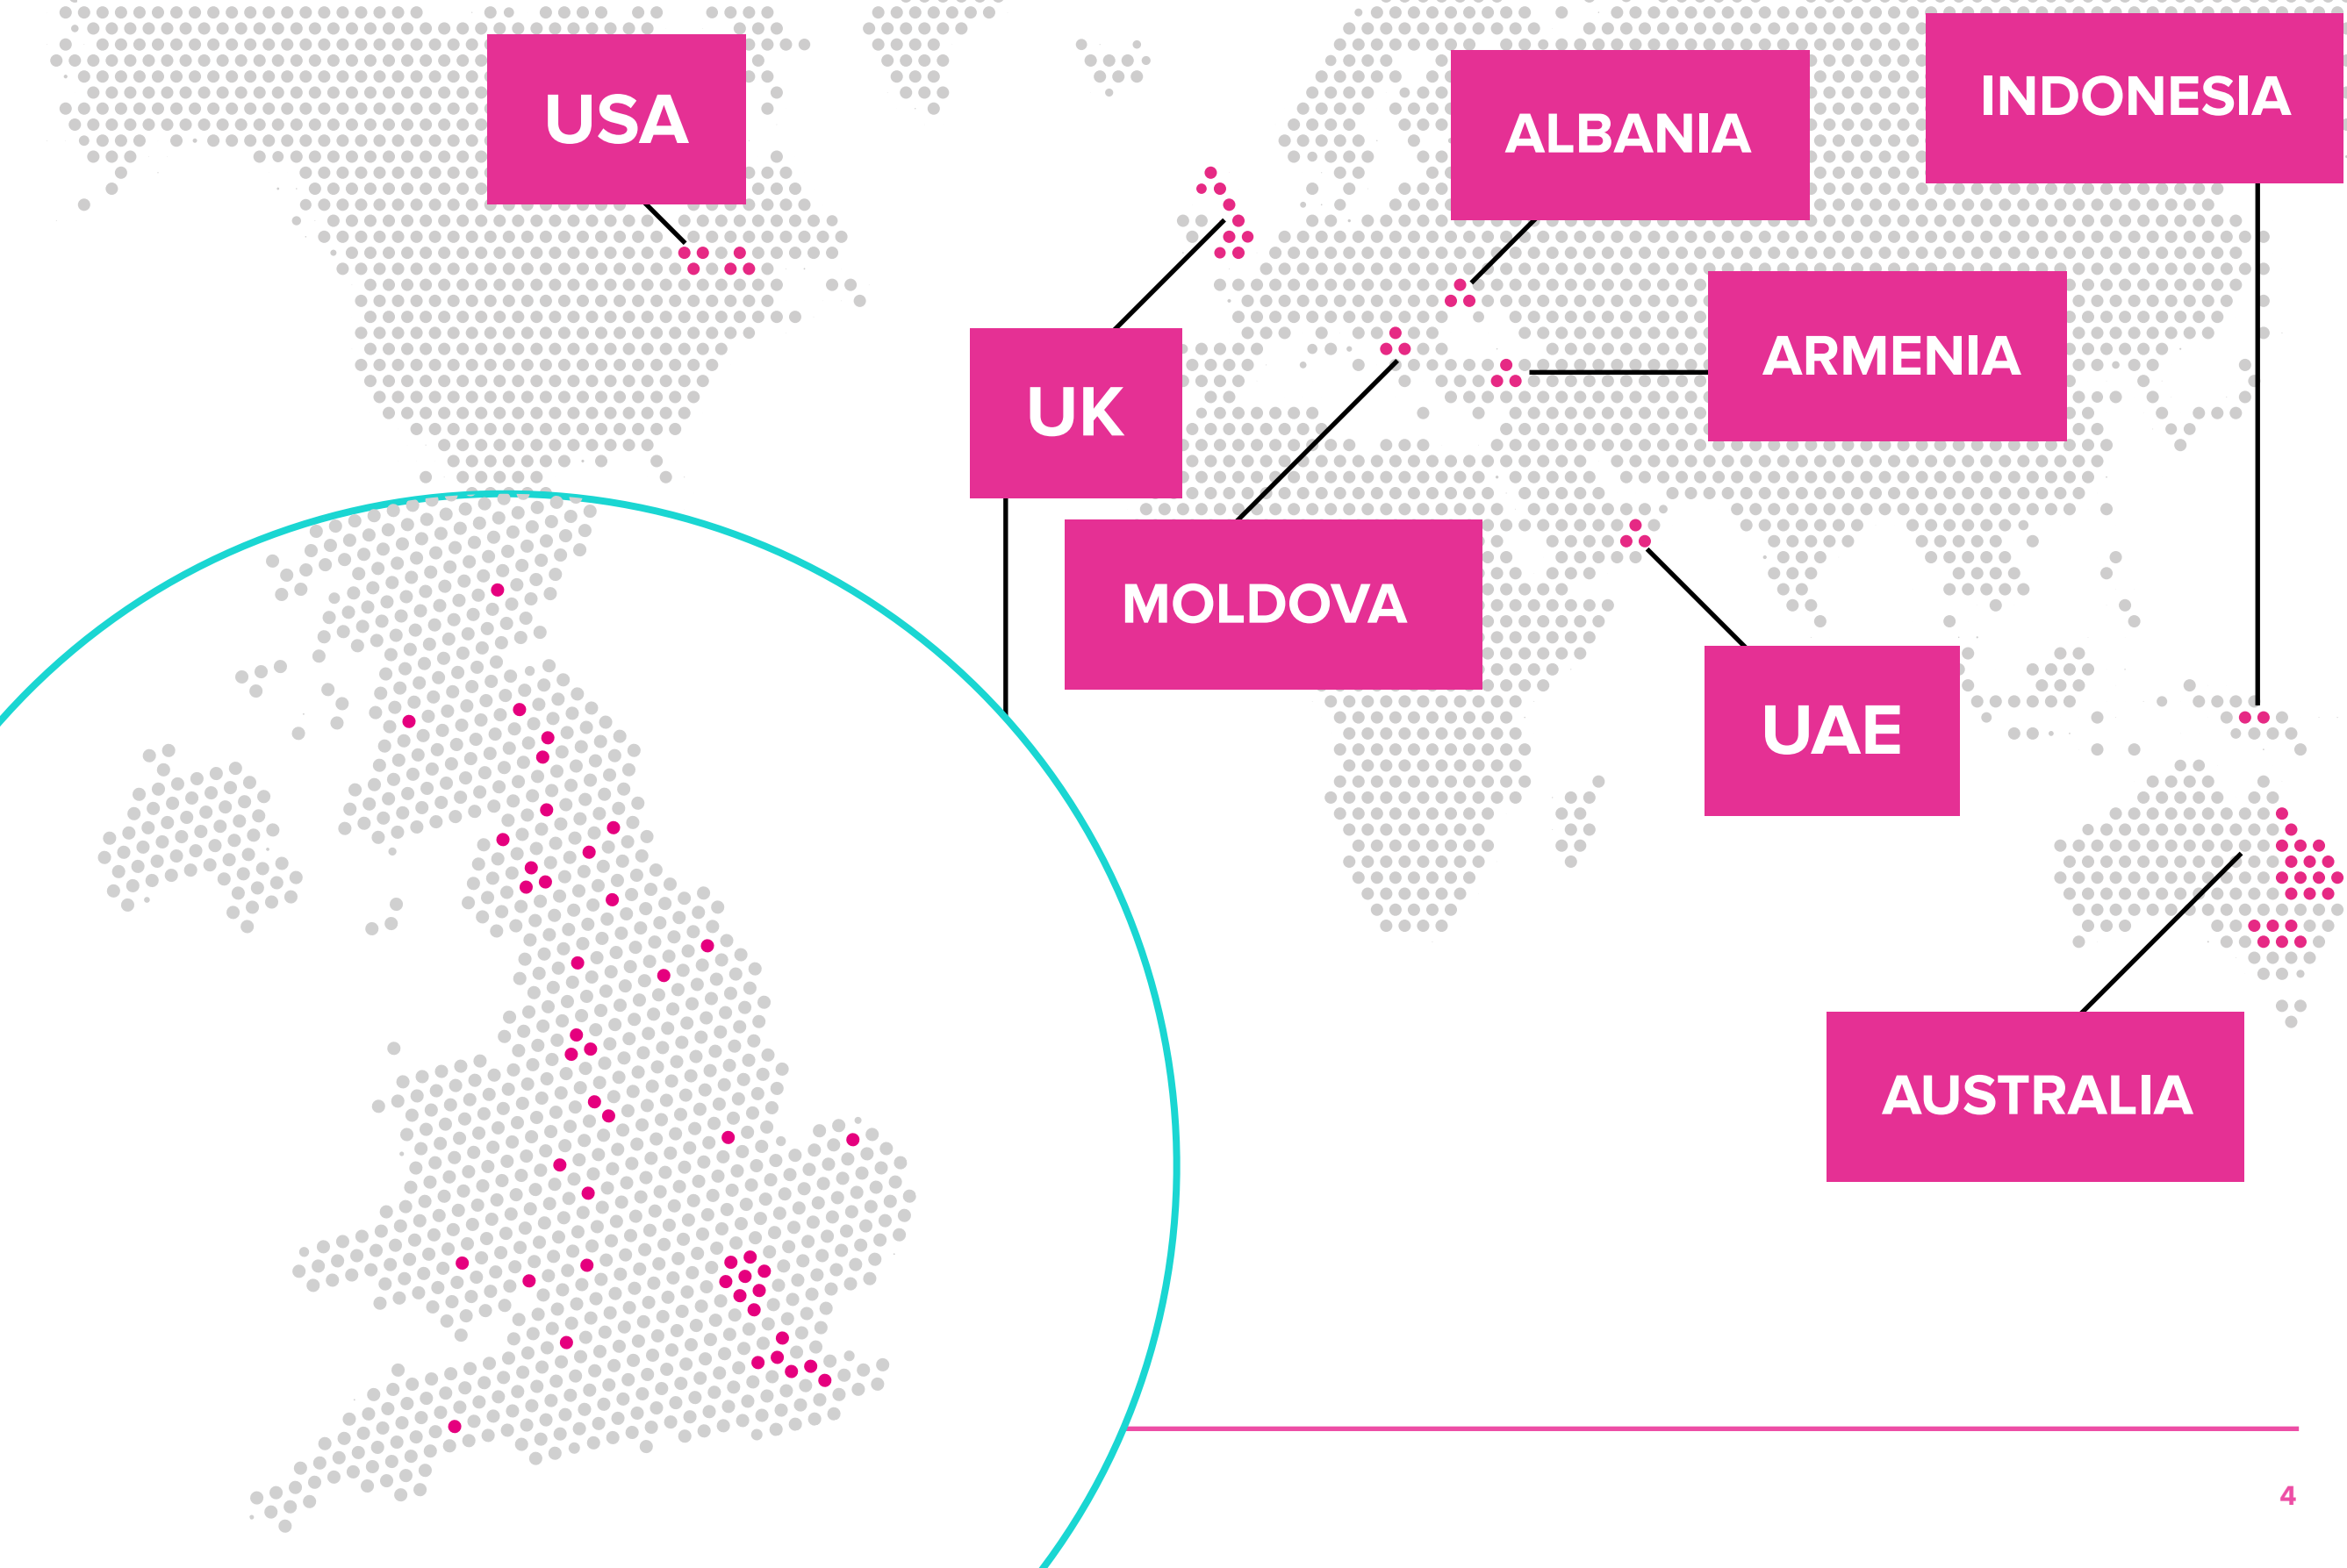 USA
ALBANIA
INDONESIA
ARMENIA
UK
MOLDOVA
UAE
AUSTRALIA
4